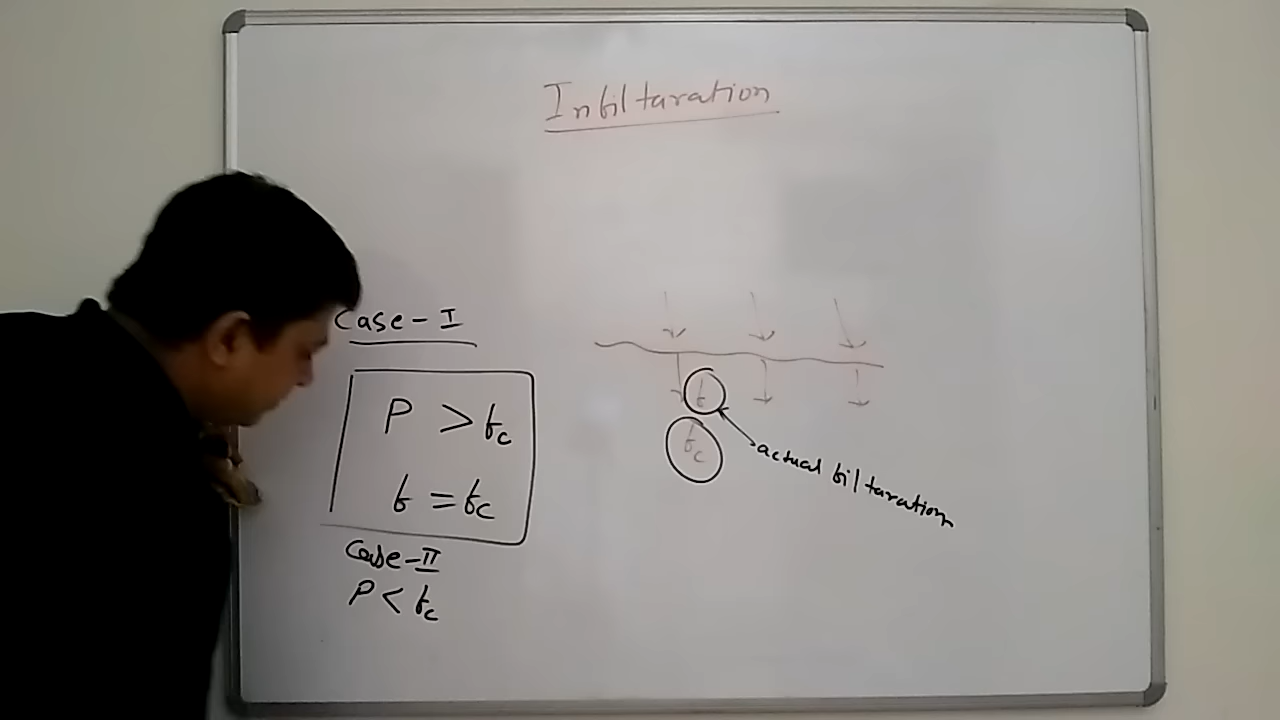 Infiltaration
Case-I
P > fc
f = fc
Case-II
P < fc
f
fc
actual filtaration